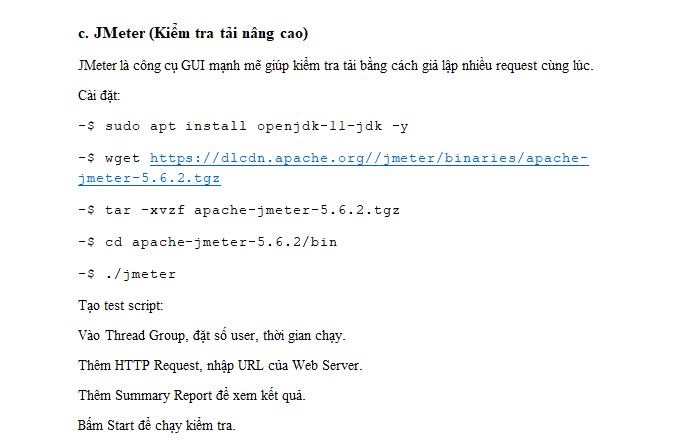 c. JMeter (Kiểm tra tải nâng cao)
JMeter là công cụ GUI mạnh mẽ giúp kiểm tra tải bằng cách giả lập nhiều request cùng lúc.
Cài đặt:
-$ sudo apt install openjdk-11-jdk -y
-$ wget https://dlcdn.apache.org//jmeter/binaries/apache-
jmeter-5.6.2.tgz
-$ tar -xvzf apache-jmeter-5.6.2.tgz
-$ cd apache-jmeter-5.6.2/bin
-$ ./jmeter
Tạo test script:
Vào Thread Group, đặt số user, thời gian chạy.
Thêm HTTP Request, nhập URL của Web Server.
Thêm Summary Report để xem kết quả.
Bấm Start để chạy kiểm tra.